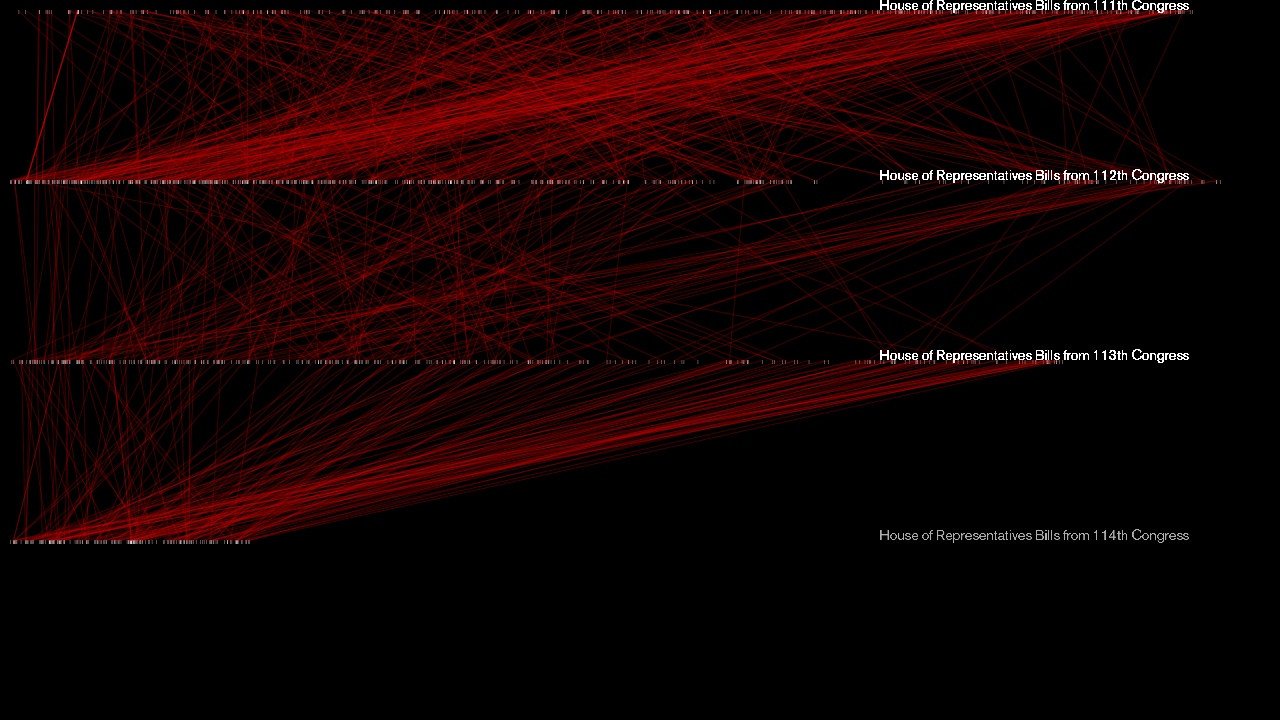 House of Representatives Bills from 111th Congress
House of Representatives Bills from 112th Congress
House of Representatives Bills from 113th Congress
House of Representatives Bills from 114th Congress